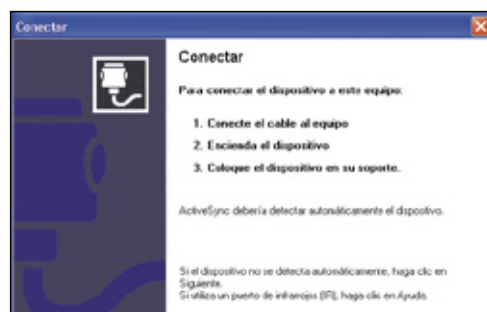 Conectar
Conectar
Para conectar el dispositivo a este equipo:
1. Conecte el cable al equipo
2. Encienda el dispositivo
3. Coloque el dispositivo en su soporte.
ActiveSync debería detectar automáticamente el dispositivo.
Si el dispositivo no se detecta automáticamente, haga clic en
Siguiente.
Si utiliza un puerto de infrarrojos (IR), haga clic en Ayuda.